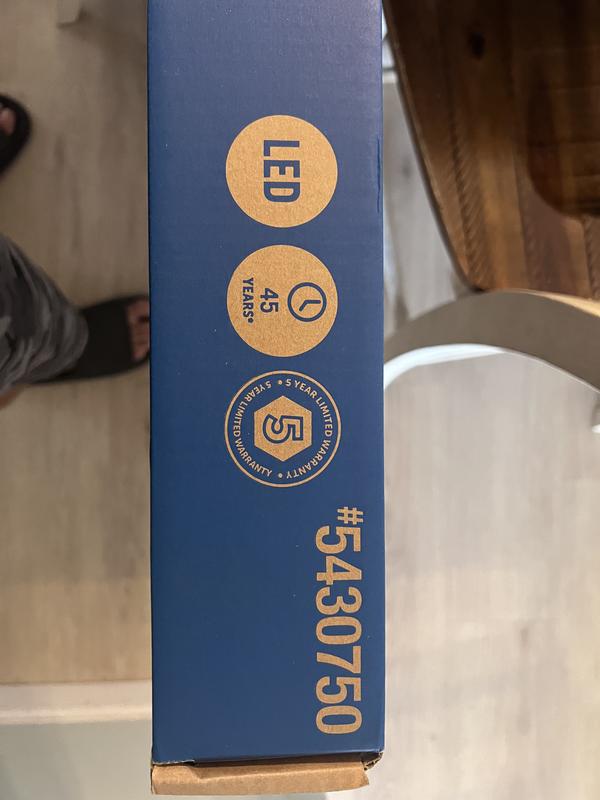 LED
45
YEARS*
5 YEAR LIMITED WARRANTY • 5 YEAR LIMITED WARRANTY •
5
#5430750